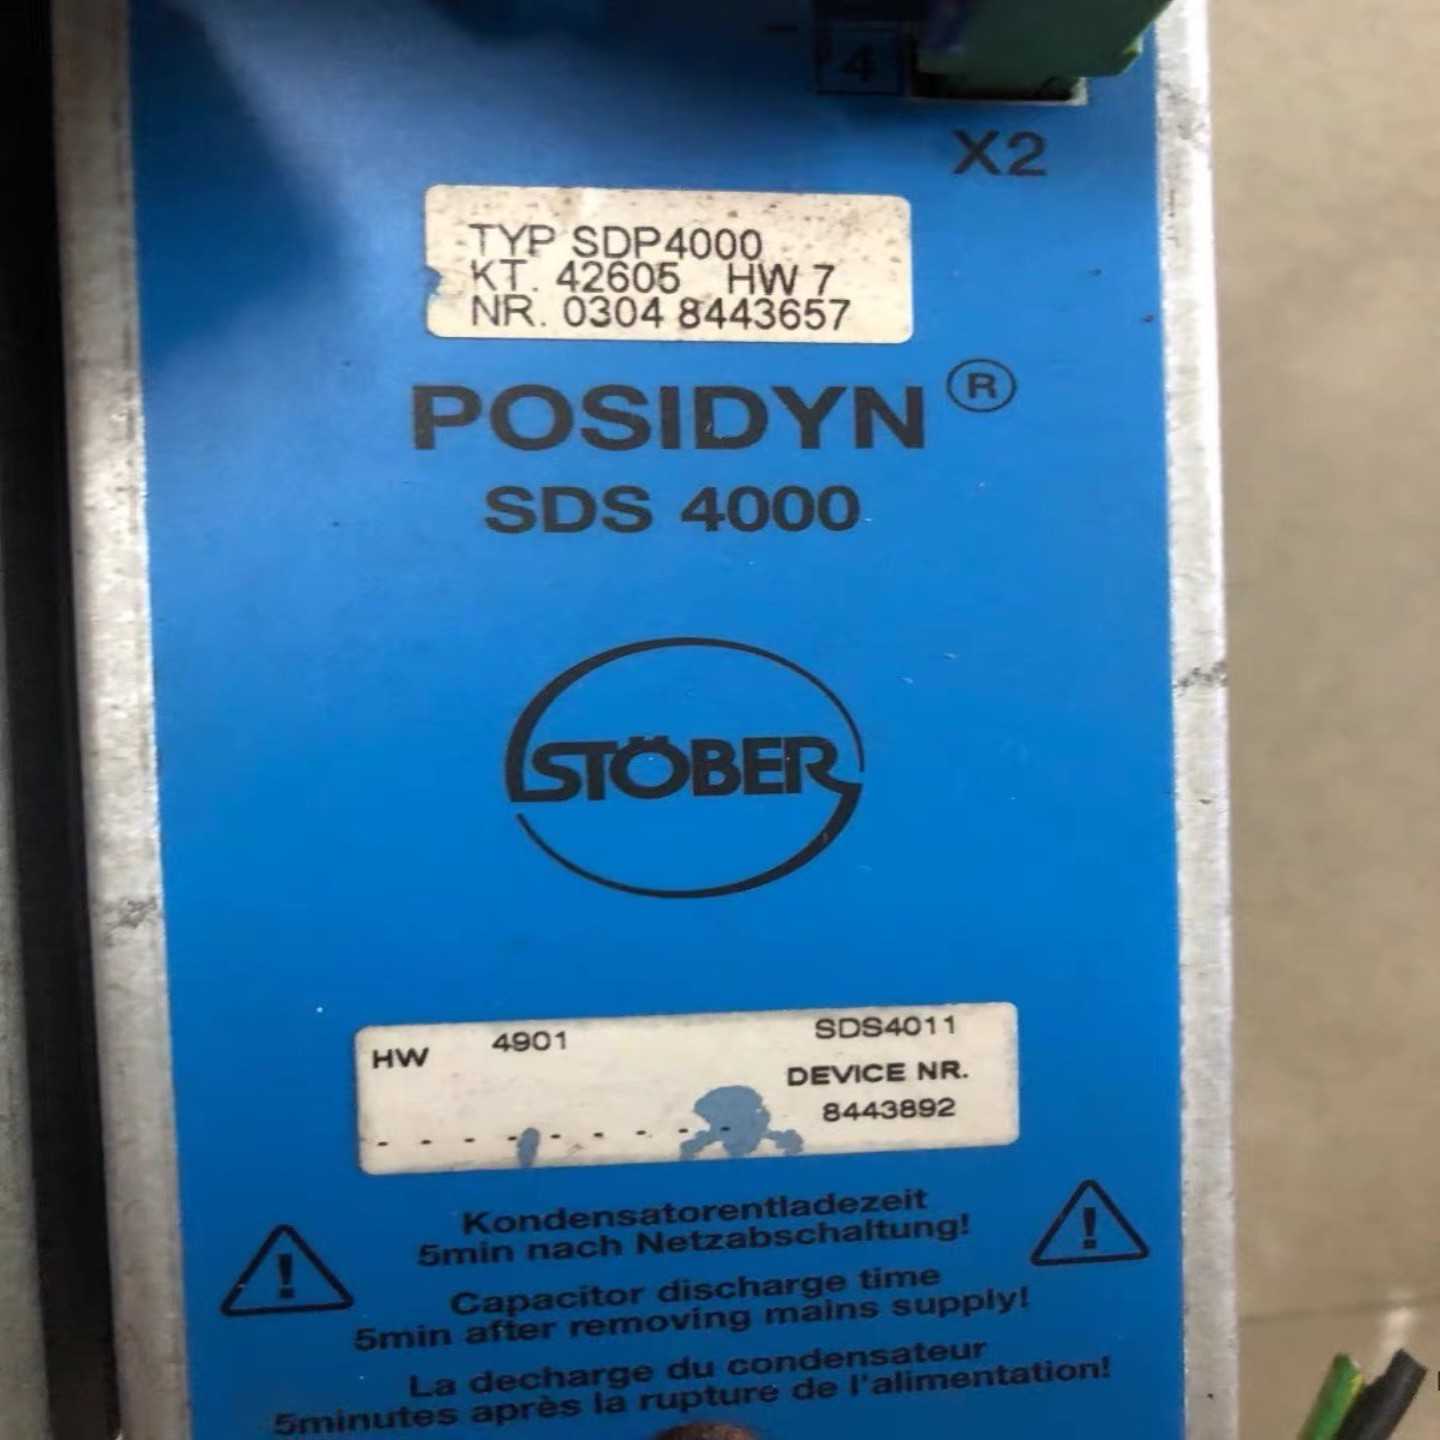 4
X2
TYP SDP4000
KT. 42605 HW 7
NR. 0304 8443657
POSIDYN ®
SDS 4000
STÖBER
HW 4901 SDS4011
DEVICE NR.
8443892
Kondensatorentladezeit
5min nach Netzabschaltung!
Capacitor discharge time
5min after removing mains supply!
La decharge du condensateur
5minutes après la rupture de l'alimentation!